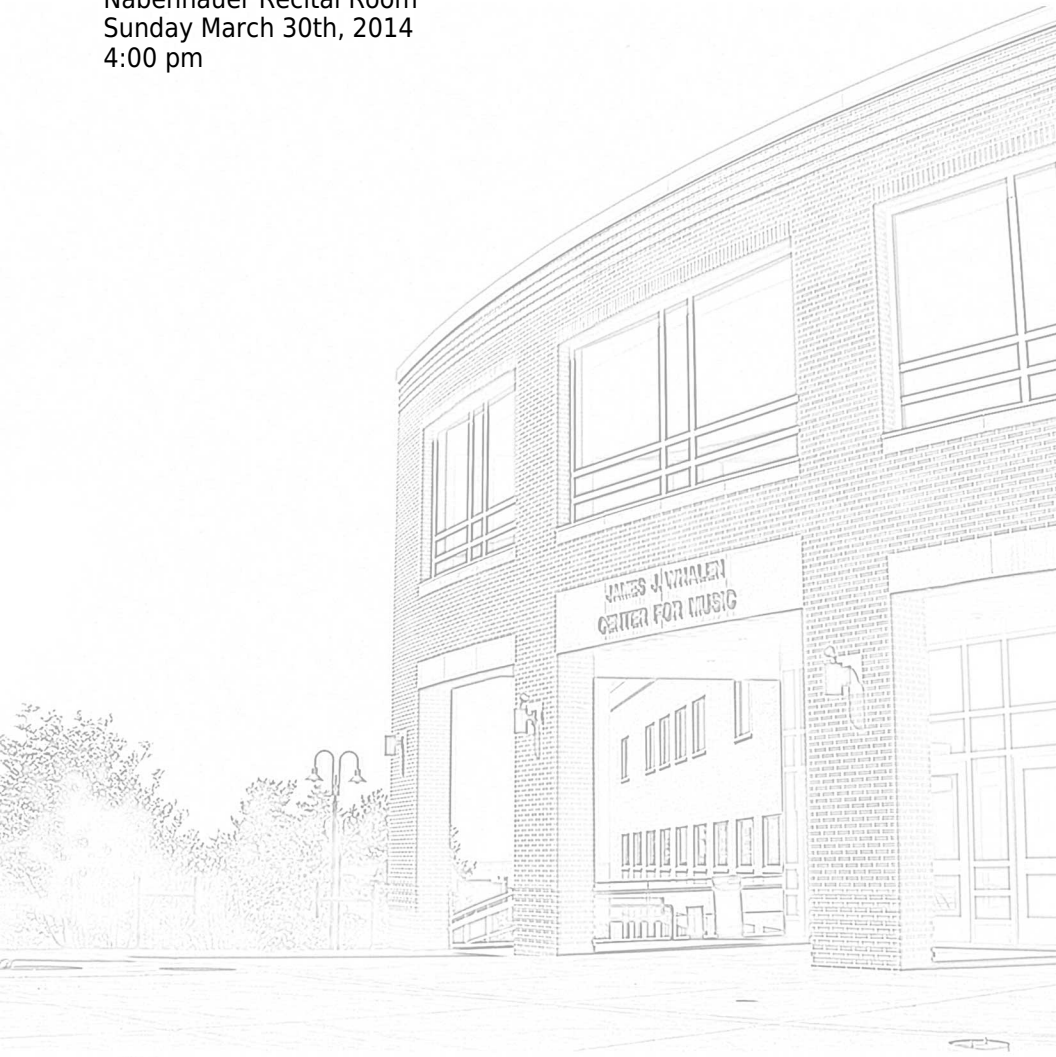 Nabenhauer Recital Room
Sunday March 30th, 2014
4:00 pm
JAMES J. WHALEN
CENTER FOR MUSIC